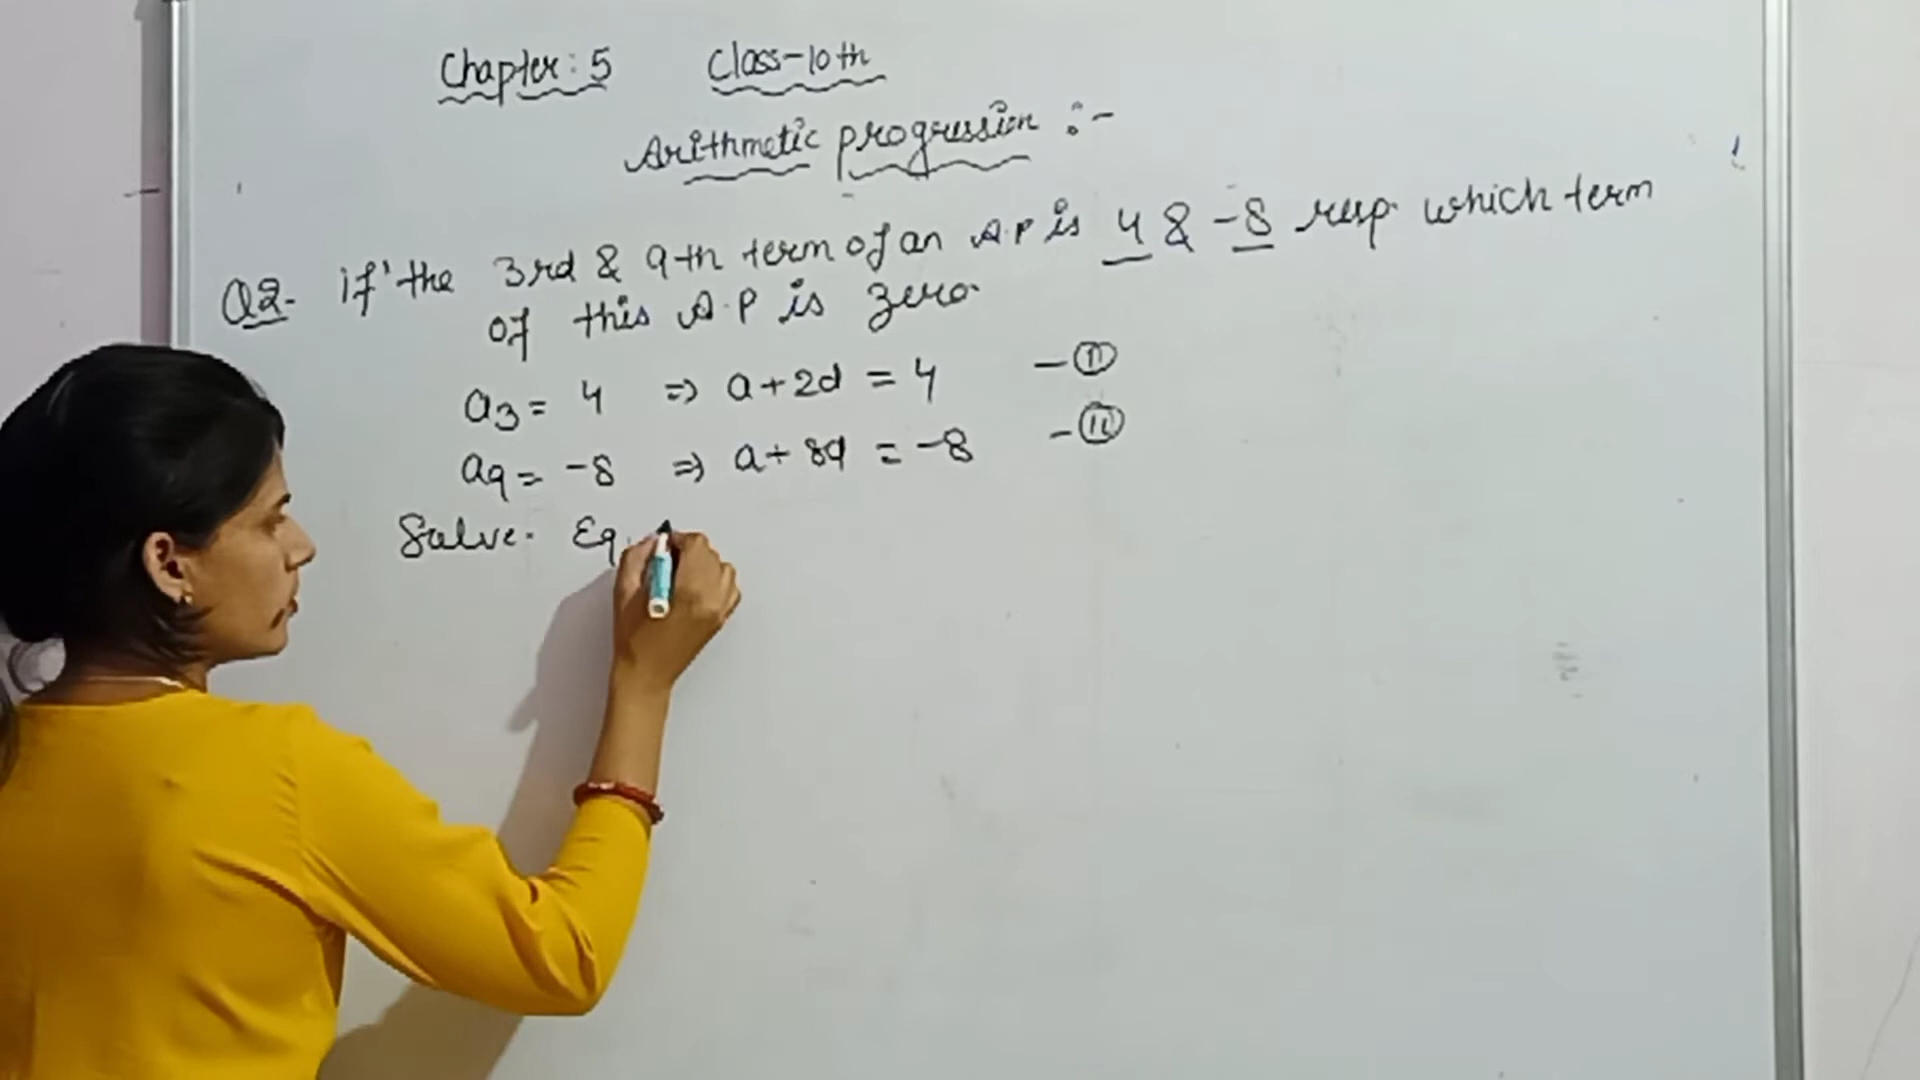 Chapter: 5 Class-10th
Arithmetic progression :-
Q2- if the 3rd & 9th term of an A.P is 4 & -8 resp. which term
of this A.P is zero.
a3 = 4 => a+2d = 4 -(I)
a9 = -8 => a+8d = -8 -(II)
Solve. Eq.